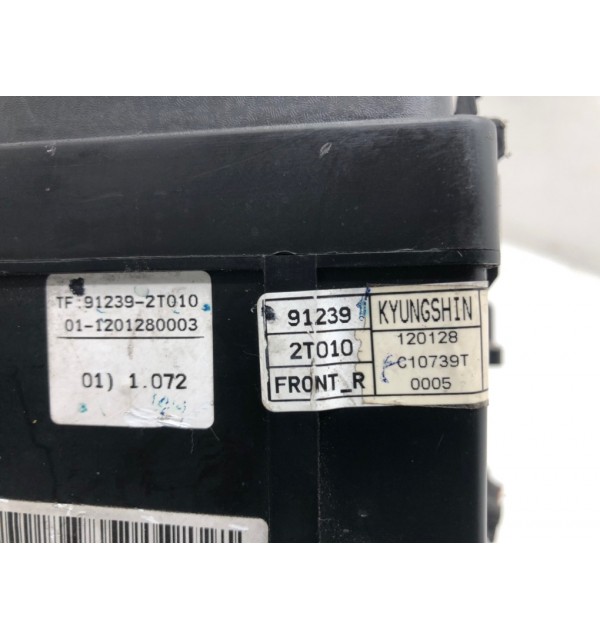 TF:91239-2T010
01-1201280003
01) 1.072
91239
2T010
FRONT_R
KYUNGSHIN
120128
C10739T
0005